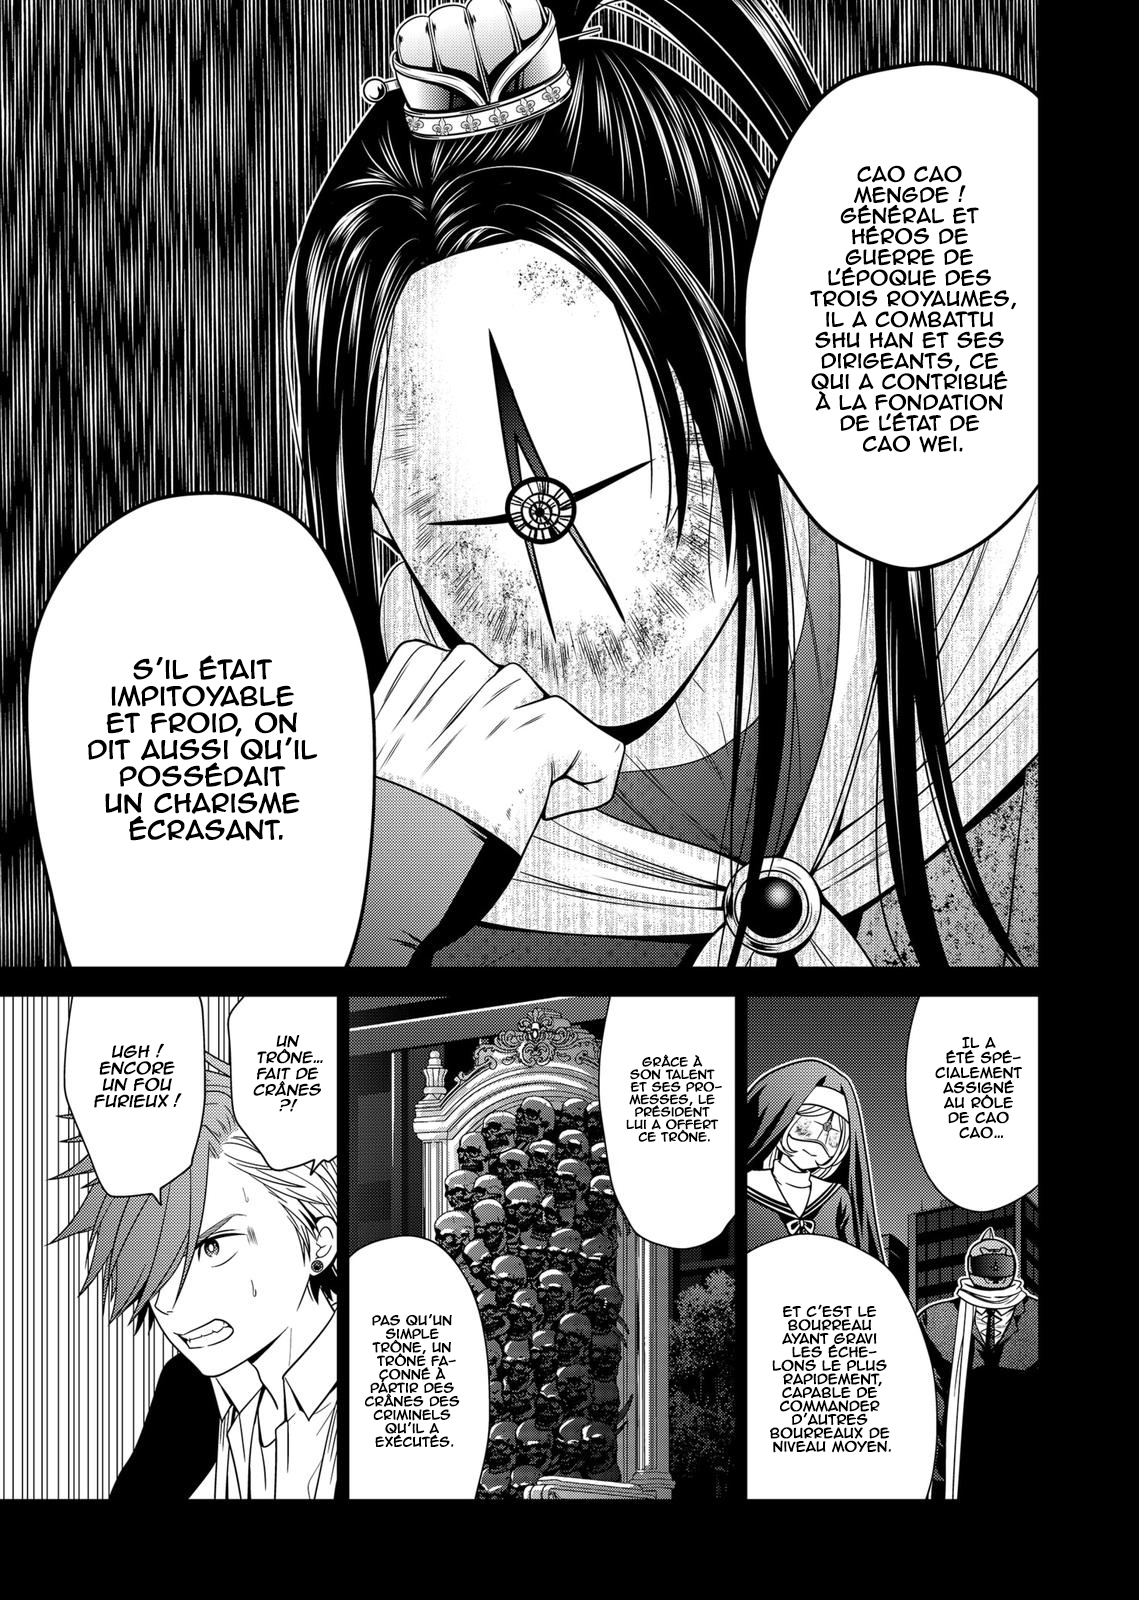 CAO CAO
MENGDE !
GÉNÉRAL ET
HÉROS DE
GUERRE DE
L'ÉPOQUE DES
TROIS ROYAUMES,
IL A COMBATTU
SHU HAN ET SES
DIRIGEANTS, CE
QUI A CONTRIBUÉ
À LA FONDATION
DE L'ÉTAT DE
CAO WEI.
S'IL ÉTAIT
IMPITOYABLE
ET FROID, ON
DIT AUSSI QU'IL
POSSÉDAIT
UN CHARISME
ÉCRASANT.
IL A
ÉTÉ SPÉ-
CIALEMENT
ASSIGNÉ
AU RÔLE
DE CAO
CAO...
ET C'EST LE
BOURREAU
AYANT GRAVI
LES ÉCHE-
LONS LE PLUS
RAPIDEMENT,
CAPABLE DE
COMMANDER
D'AUTRES
BOURREAUX DE
NIVEAU MOYEN.
GRÂCE À
SON TALENT
ET SES PRO-
MESSES, LE
PRÉSIDENT
LUI A OFFERT
CE TRÔNE.
PAS QU'UN
SIMPLE
TRÔNE, UN
TRÔNE FA-
ÇONNÉ À
PARTIR DES
CRÂNES DES
CRIMINELS
QU'IL A
EXÉCUTÉS.
UN
TRÔNE...
FAIT DE
CRÂNES
?!
UGH !
ENCORE
UN FOU
FURIEUX !